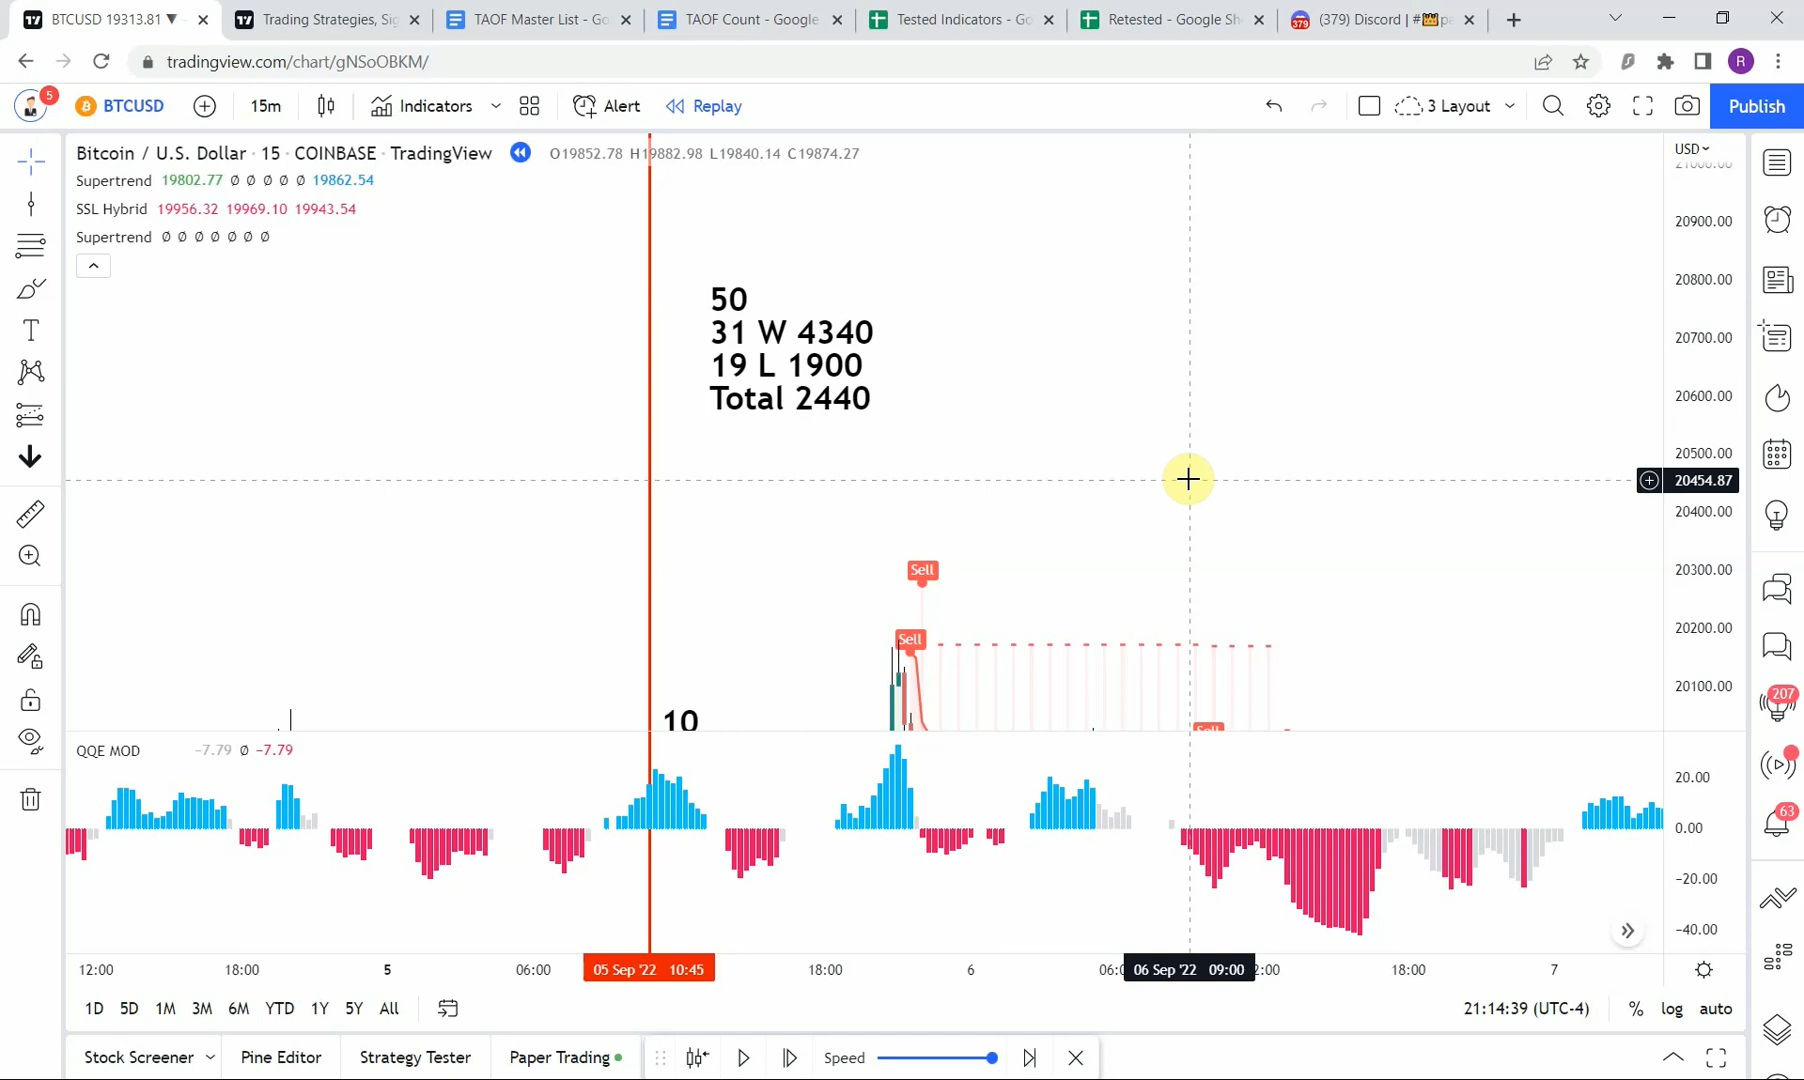 BTCUSD 19313.81 ▼
Trading Strategies, Sig
TAOF Master List - Go
TAOF Count - Google
Tested Indicators - Go
Retested - Google Sh
(379) Discord | #
tradingview.com/chart/gNSoOBKM/
R
5
BTCUSD
15m
Indicators
Alert
Replay
3 Layout
Publish
Bitcoin / U.S. Dollar · 15 · COINBASE · TradingView
O19852.78 H19882.98 L19840.14 C19874.27
USD
Supertrend 19802.77 Ø Ø Ø Ø Ø 19862.54
SSL Hybrid 19956.32 19969.10 19943.54
Supertrend Ø Ø Ø Ø Ø Ø Ø
21000.00
20900.00
20800.00
20700.00
20600.00
20500.00
20454.87
20400.00
20300.00
20200.00
20100.00
50
31 W 4340
19 L 1900
Total 2440
Sell
Sell
Sell
10
QQE MOD -7.79 Ø -7.79
20.00
0.00
-20.00
-40.00
207
63
12:00
18:00
5
06:00
05 Sep '22 10:45
18:00
6
06:0
06 Sep '22 09:00
2:00
18:00
7
1D 5D 1M 3M 6M YTD 1Y 5Y All
21:14:39 (UTC-4)
% log auto
Stock Screener
Pine Editor
Strategy Tester
Paper Trading
Speed